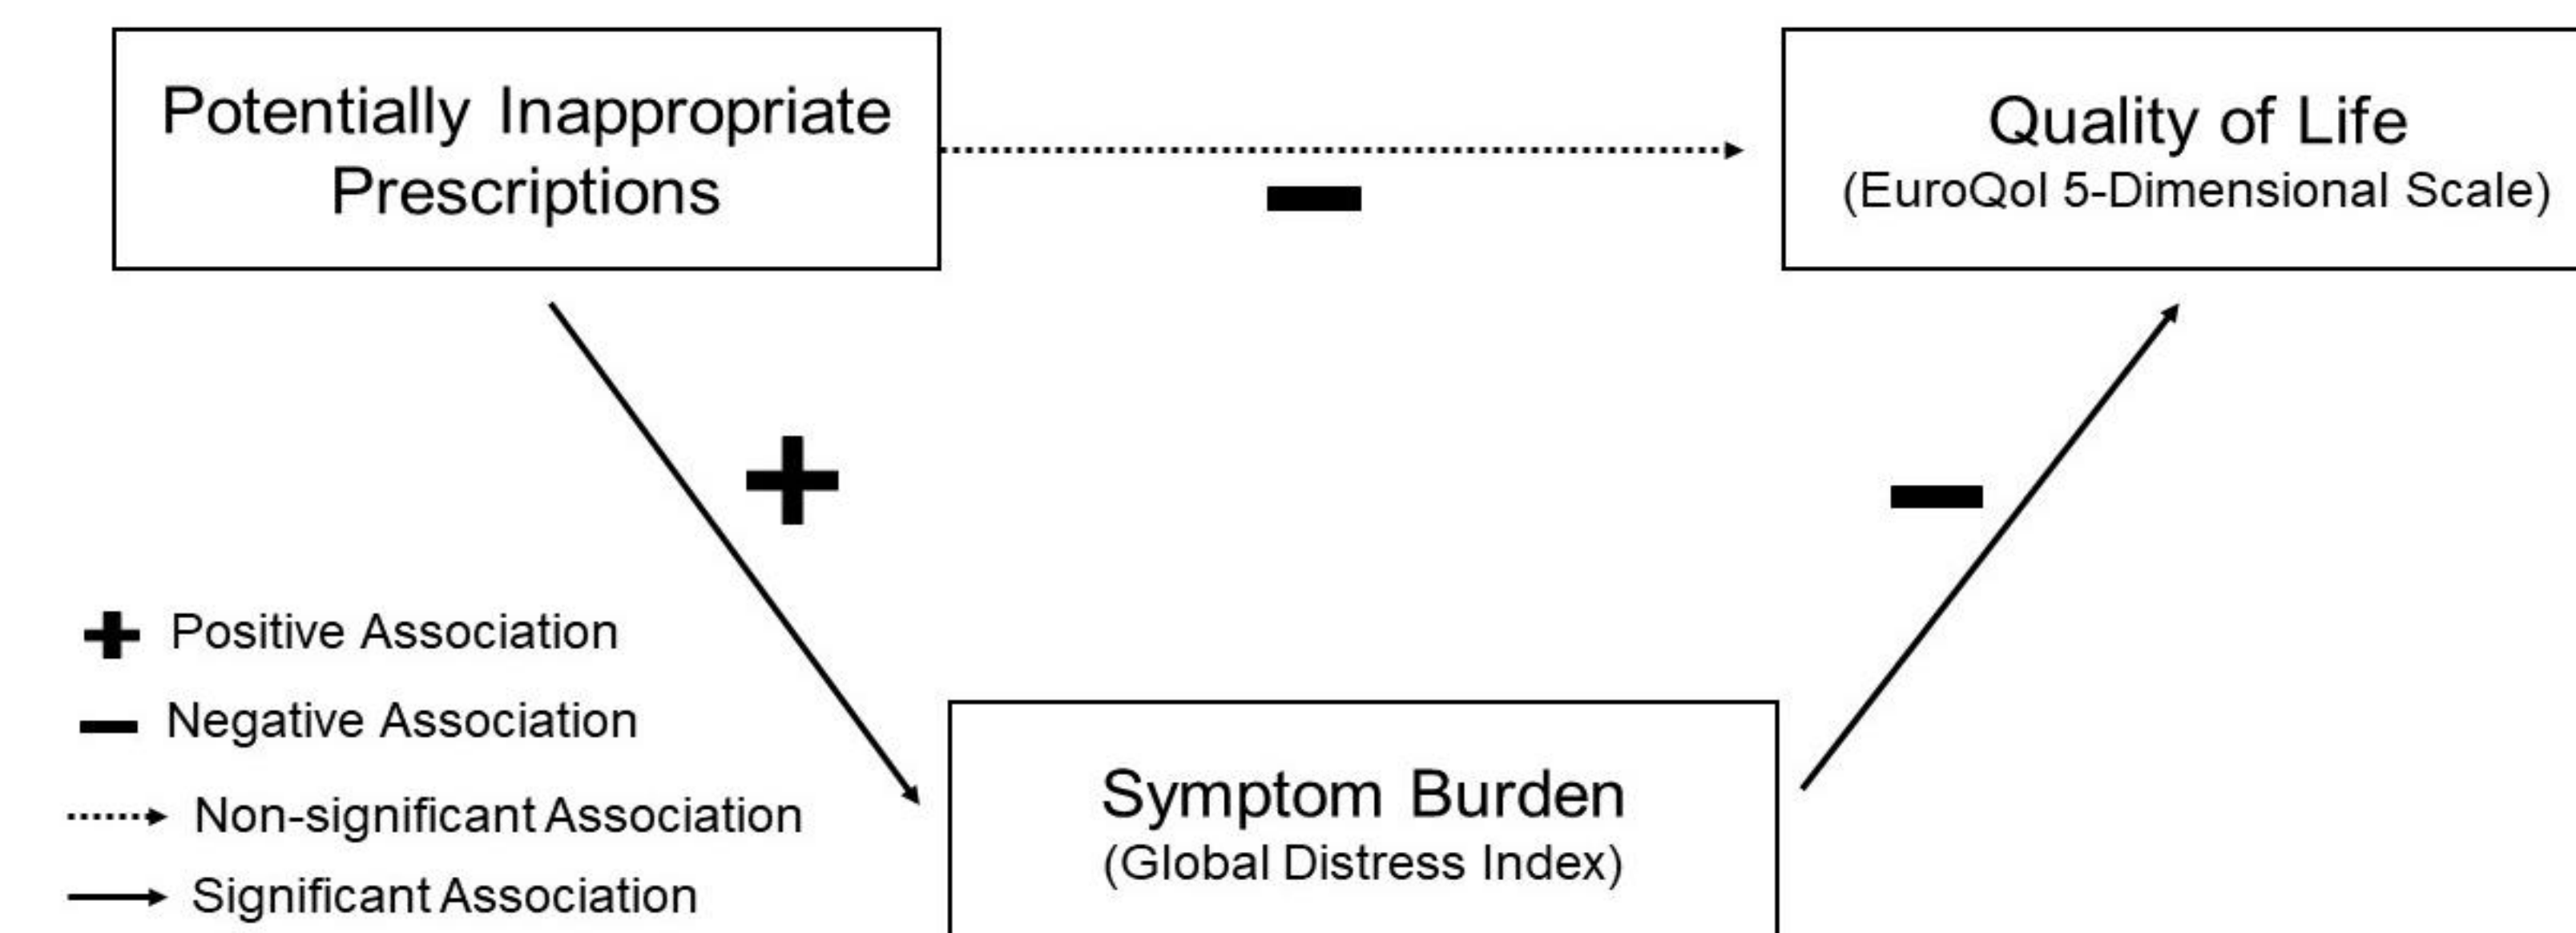 Potentially Inappropriate
Prescriptions
Quality of Life
(EuroQol 5-Dimensional Scale)
Positive Association
Negative Association
Non-significant Association
Significant Association
Symptom Burden
(Global Distress Index)